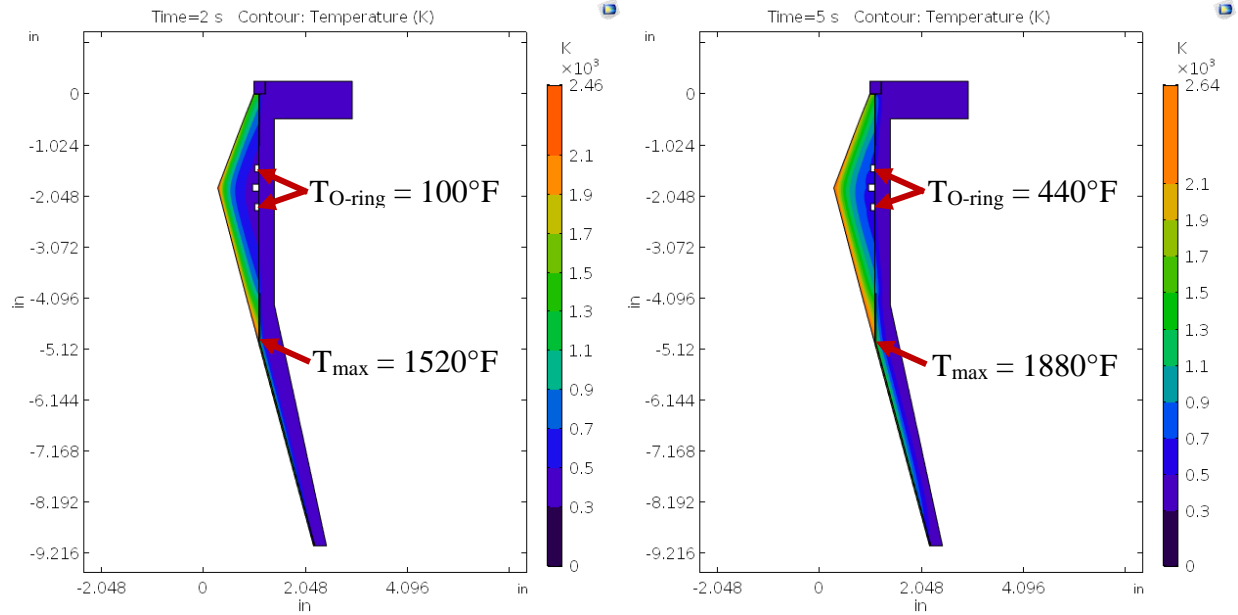 Time=2 s Contour: Temperature (K)
in
K
×10³
2.46
2.1
1.9
1.7
1.5
1.3
1.1
0.9
0.7
0.5
0.3
0
0
-1.024
-2.048
-3.072
-4.096
-5.12
-6.144
-7.168
-8.192
-9.216
in
T_O-ring = 100°F
T_max = 1520°F
-2.048 0 2.048 4.096 in
in
Time=5 s Contour: Temperature (K)
in
K
×10³
2.64
2.1
1.9
1.7
1.5
1.3
1.1
0.9
0.7
0.5
0.3
0
0
-1.024
-2.048
-3.072
-4.096
-5.12
-6.144
-7.168
-8.192
-9.216
in
T_O-ring = 440°F
T_max = 1880°F
-2.048 0 2.048 4.096 in
in